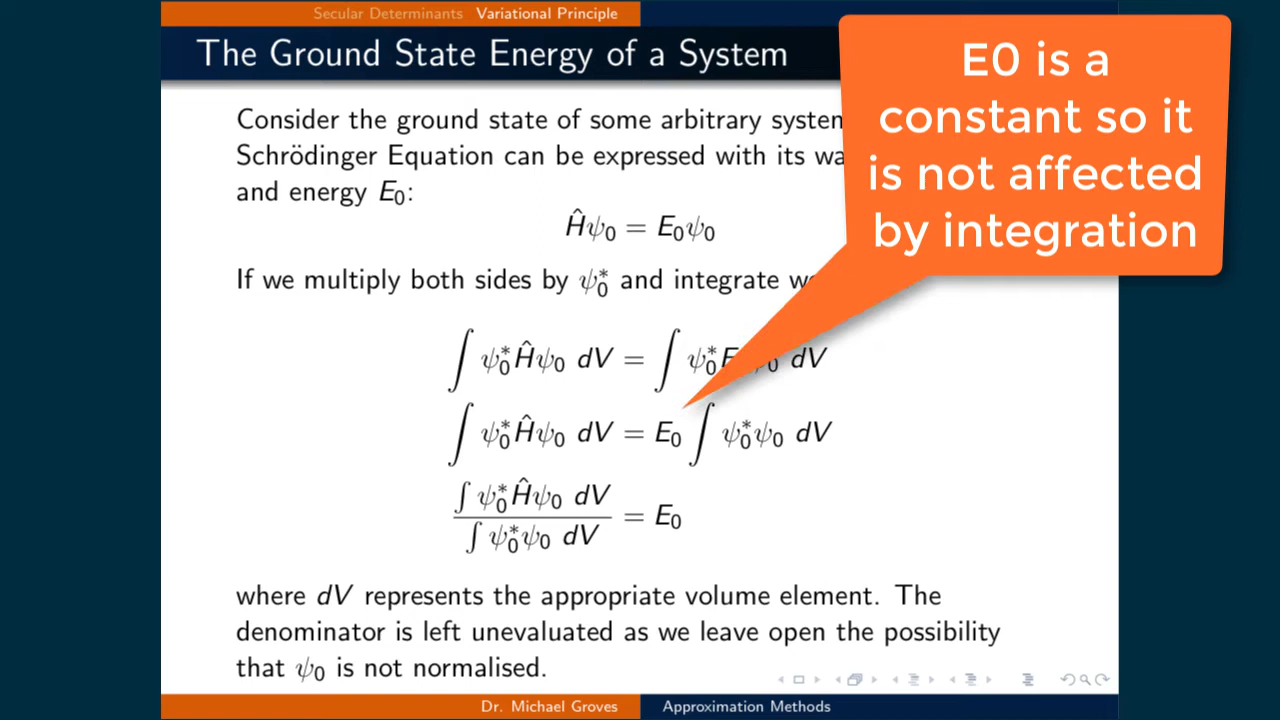 Secular Determinants Variational Principle
The Ground State Energy of a System
E0 is a
constant so it
is not affected
by integration
Consider the ground state of some arbitrary system
Schrödinger Equation can be expressed with its
and energy E₀:
Ĥψ₀ = E₀ψ₀
If we multiply both sides by ψ₀* and integrate
∫ ψ₀*Ĥψ₀ dV = ∫ ψ₀* dV
∫ ψ₀*Ĥψ₀ dV = E₀ ∫ ψ₀*ψ₀ dV
∫ ψ₀*Ĥψ₀ dV
∫ ψ₀*ψ₀ dV
= E₀
where dV represents the appropriate volume element. The
denominator is left unevaluated as we leave open the possibility
that ψ₀ is not normalised.
Dr. Michael Groves
Approximation Methods